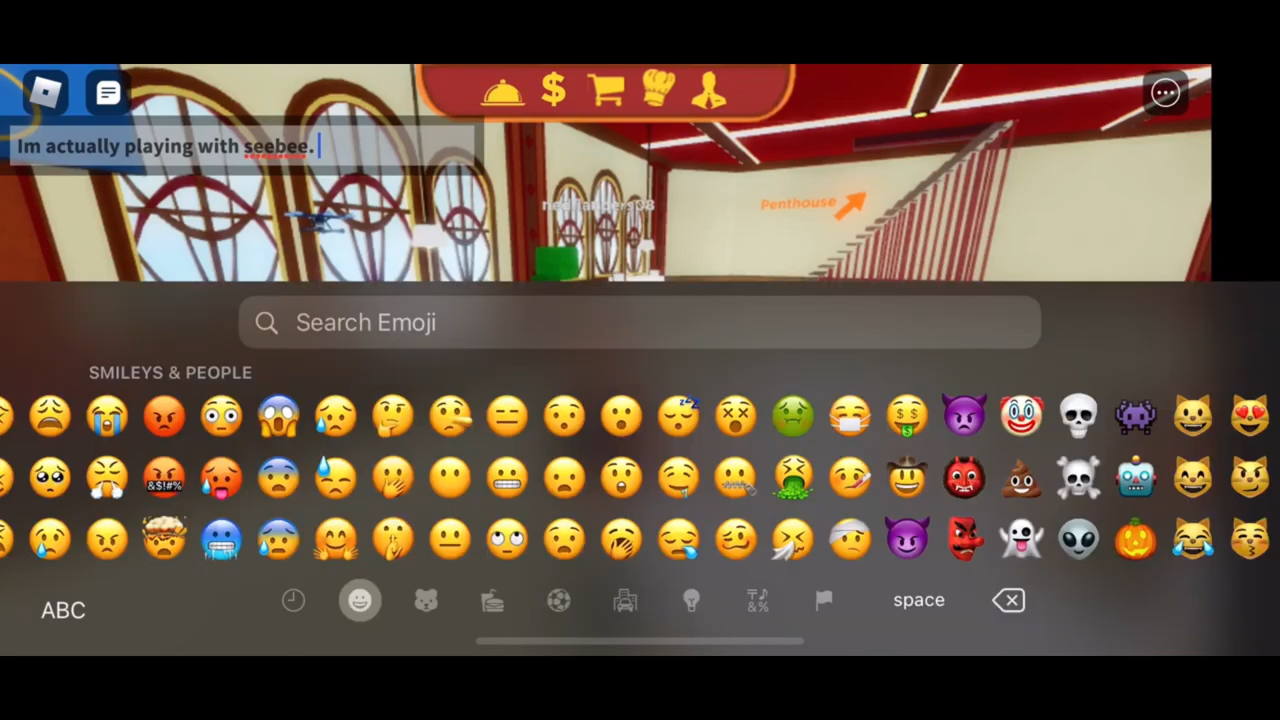 Im actually playing with seebee.
Penthouse
Search Emoji
SMILEYS & PEOPLE
&$!#%
ABC
space